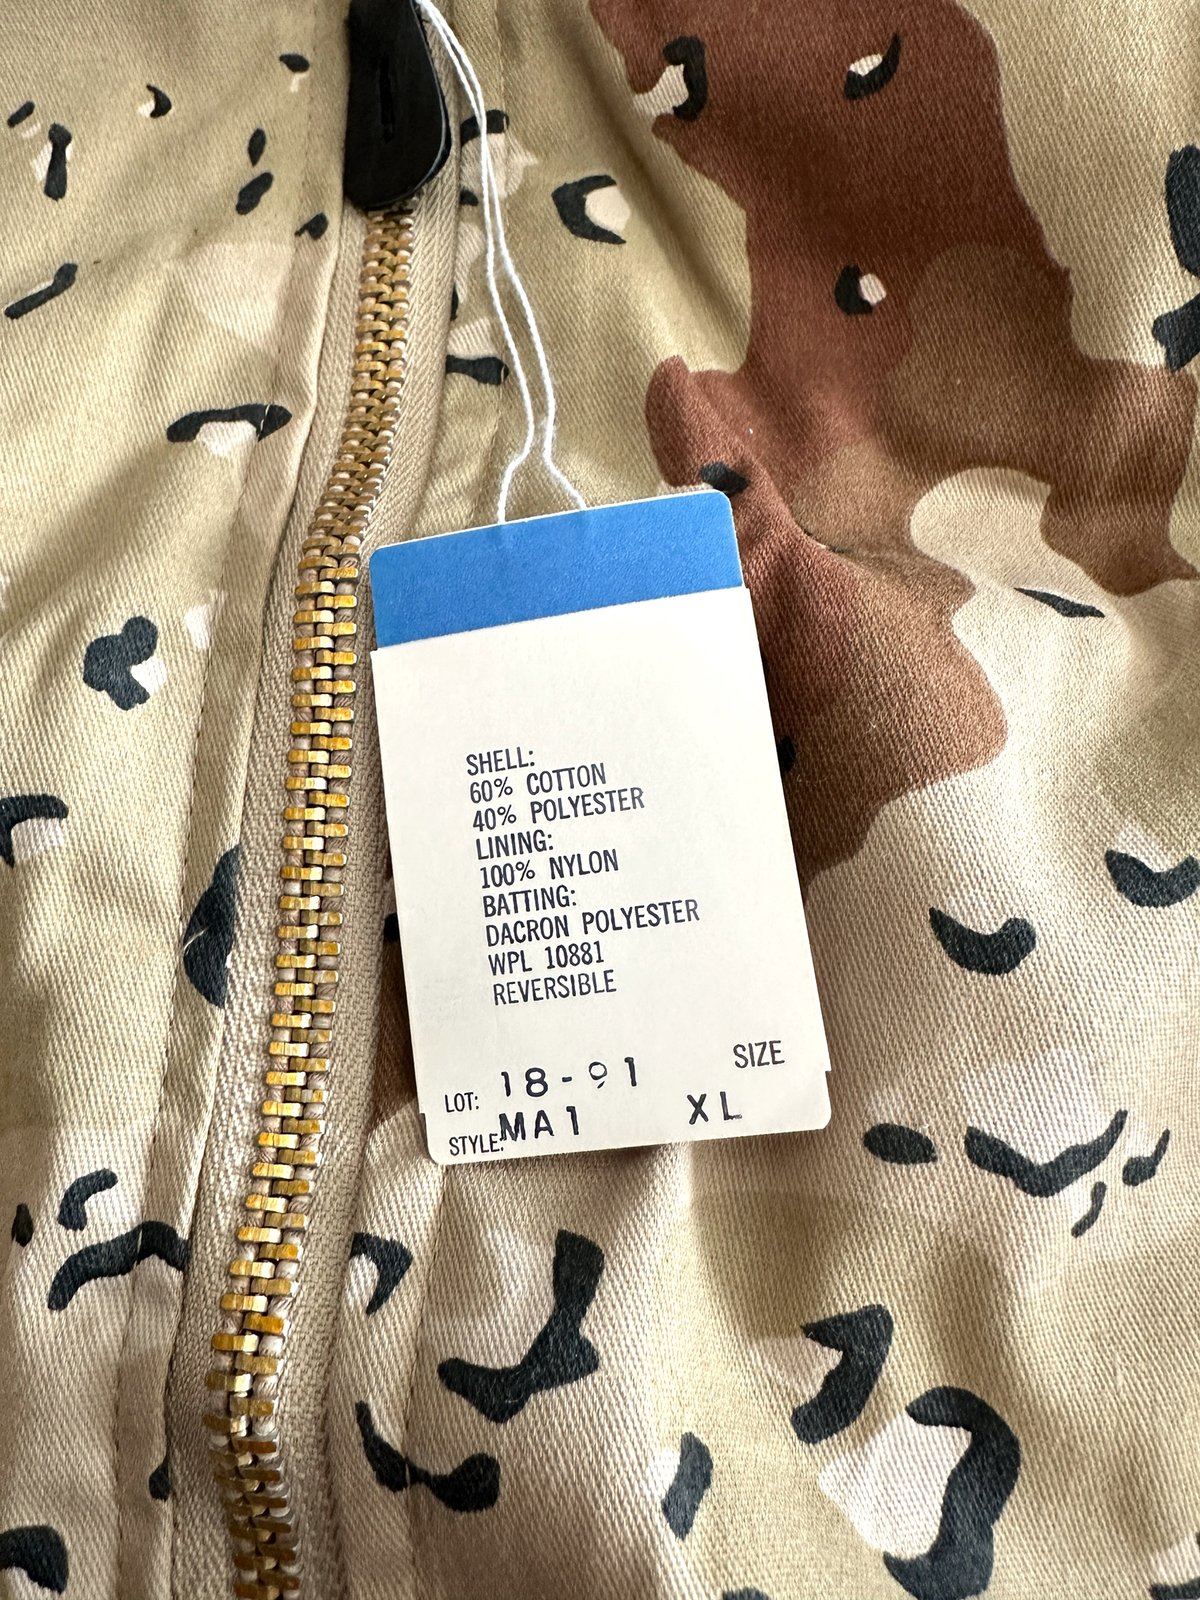 SHELL:
60% COTTON
40% POLYESTER
LINING:
100% NYLON
BATTING:
DACRON POLYESTER
WPL 10881
REVERSIBLE
SIZE
LOT: 18-91
STYLE: MA1 XL